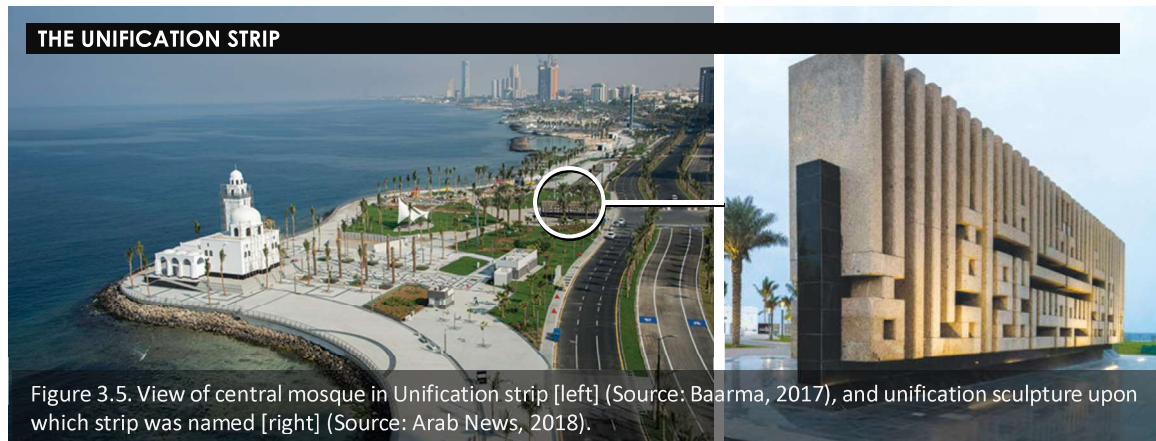 THE UNIFICATION STRIP
Figure 3.5. View of central mosque in Unification strip [left] (Source: Baarma, 2017), and unification sculpture upon
which strip was named [right] (Source: Arab News, 2018).